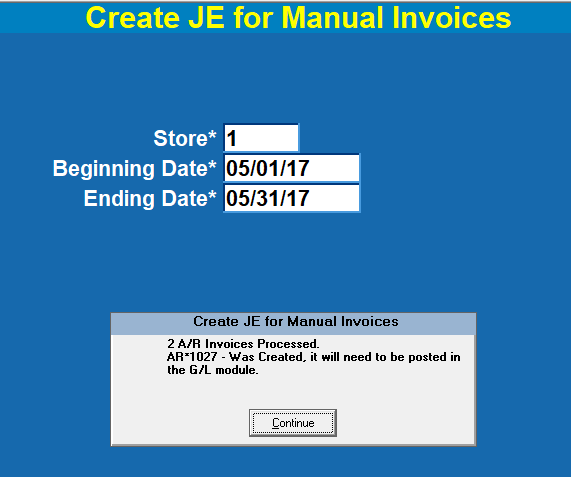 Create JE for Manual Invoices
Store* 1
Beginning Date* 05/01/17
Ending Date* 05/31/17
Create JE for Manual Invoices
2 A/R Invoices Processed.
AR*1027 - Was Created, it will need to be posted in
the G/L module.
Continue